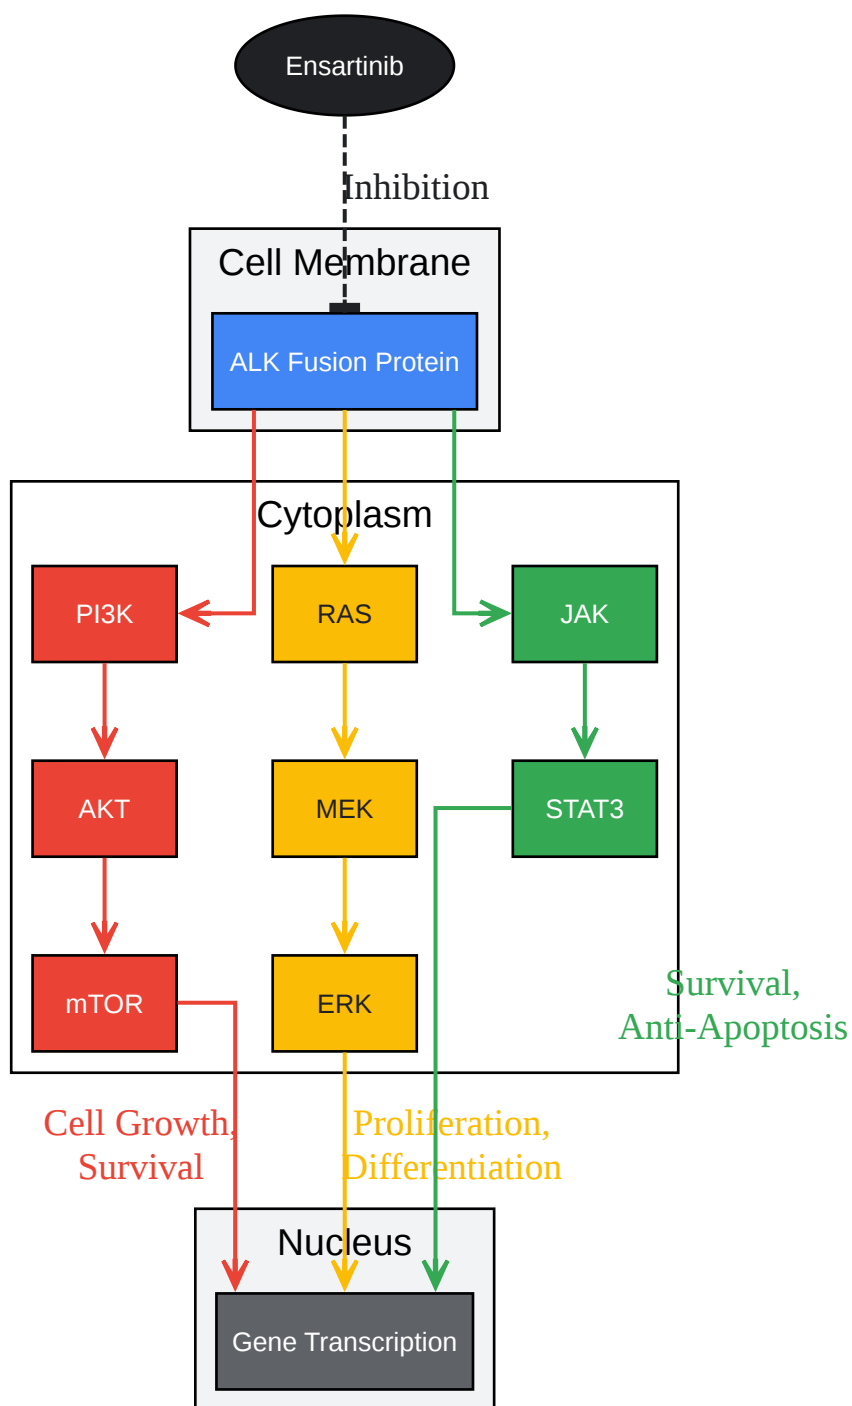 Ensartinib
Inhibition
Cell Membrane
ALK Fusion Protein
Cytoplasm
PI3K
RAS
JAK
AKT
MEK
STAT3
mTOR
ERK
Survival,
Anti-Apoptosis
Cell Growth,
Survival
Proliferation,
Differentiation
Nucleus
Gene Transcription